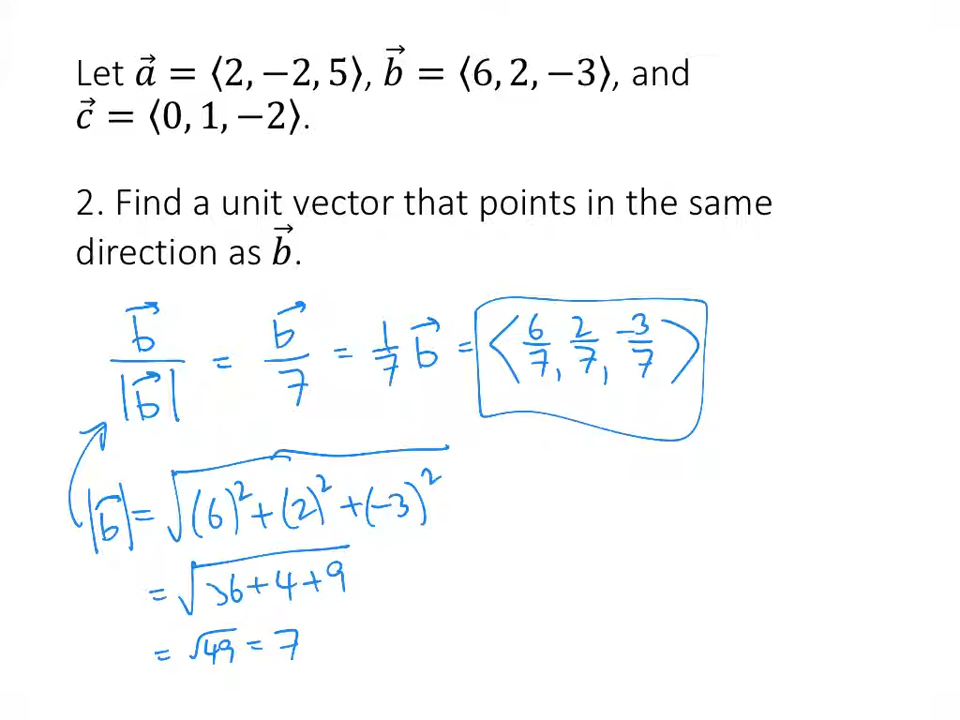 Let a⃗ = ⟨2, −2, 5⟩, b⃗ = ⟨6, 2, −3⟩, and
c⃗ = ⟨0, 1, −2⟩.
2. Find a unit vector that points in the same
direction as b⃗.
b⃗/|b⃗| = b⃗/7 = 1/7 b⃗ = ⟨6/7, 2/7, −3/7⟩
|b⃗| = √((6)² + (2)² + (−3)²)
= √(36 + 4 + 9)
= √49 = 7